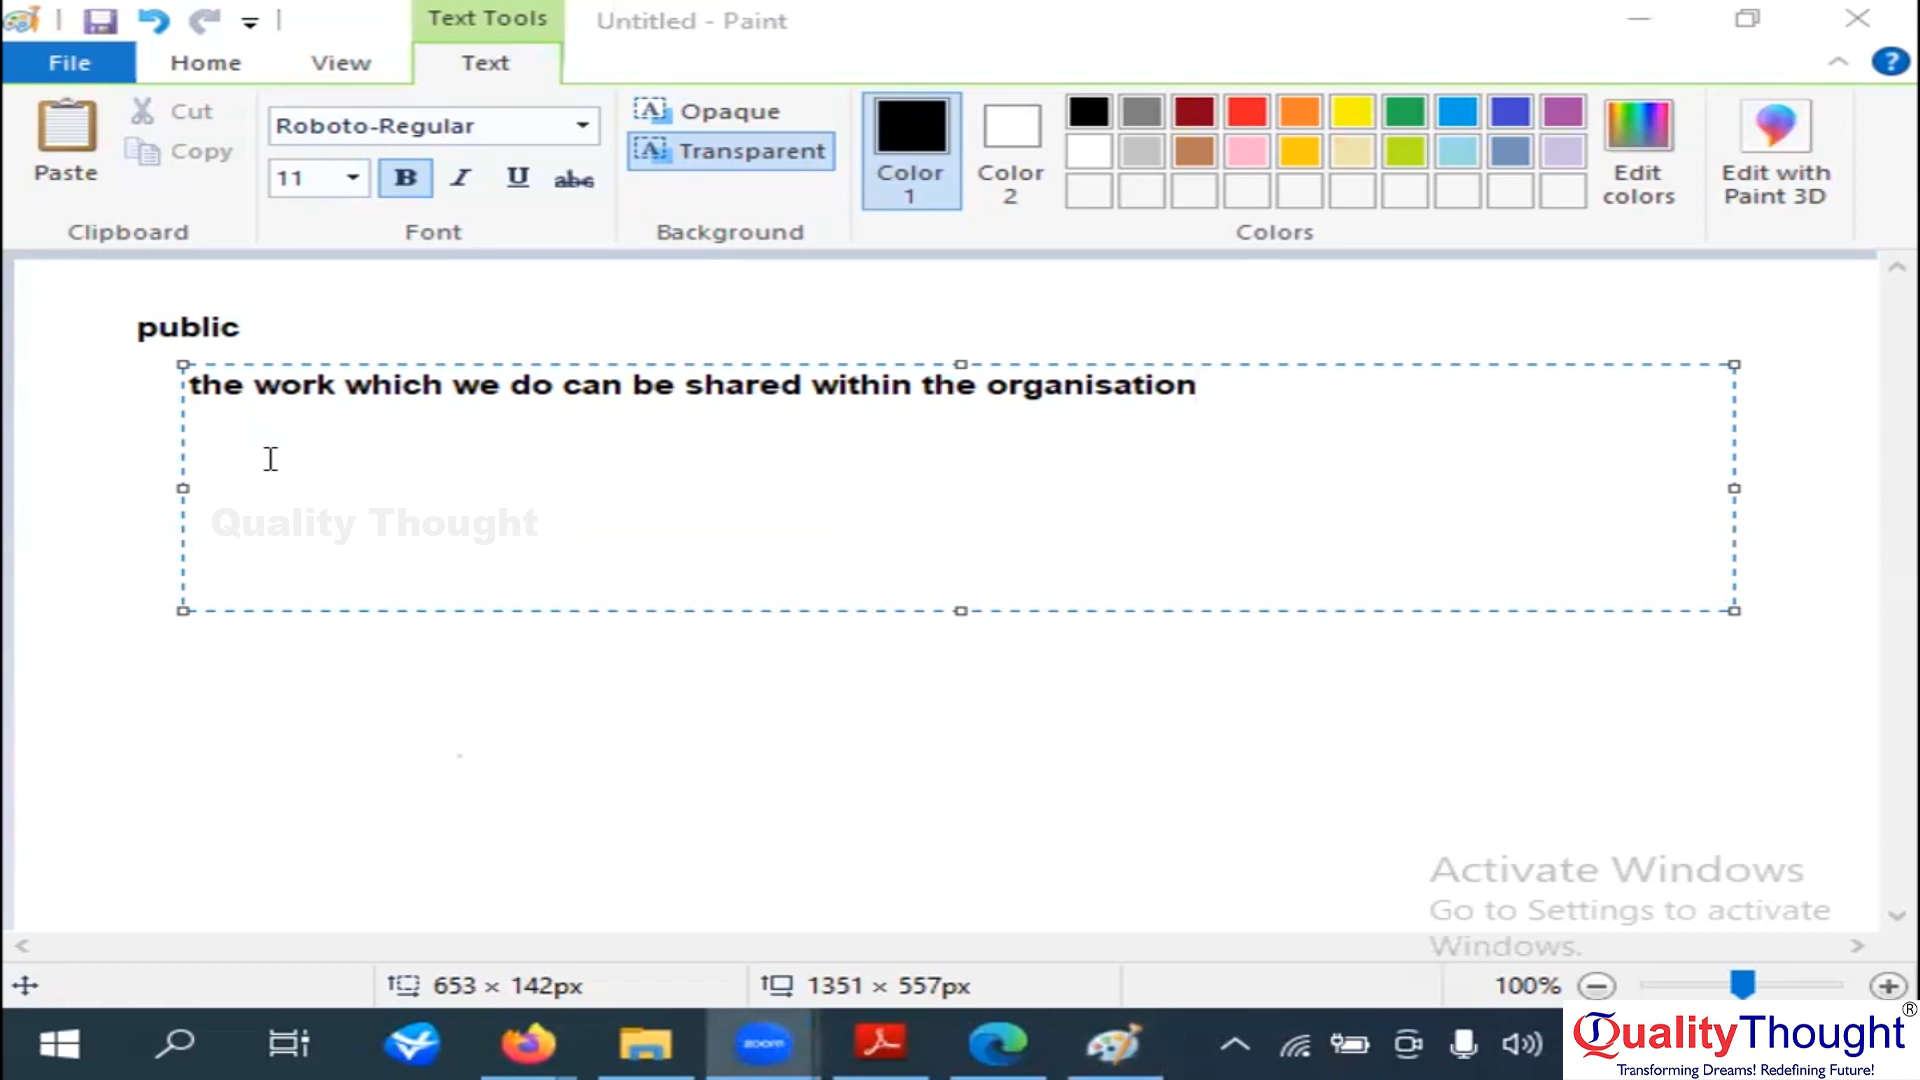 Text Tools
Untitled - Paint
File
Home
View
Text
?
Paste
Cut
Copy
Clipboard
Roboto-Regular
11
B
I
U
abc
Font
Opaque
Transparent
Background
Color
1
Color
2
Colors
Edit
colors
Edit with
Paint 3D
public
the work which we do can be shared within the organisation
Quality Thought
Activate Windows
Go to Settings to activate
Windows.
653 × 142px
1351 × 557px
100%
zoom
QualityThought®
Transforming Dreams! Redefining Future!